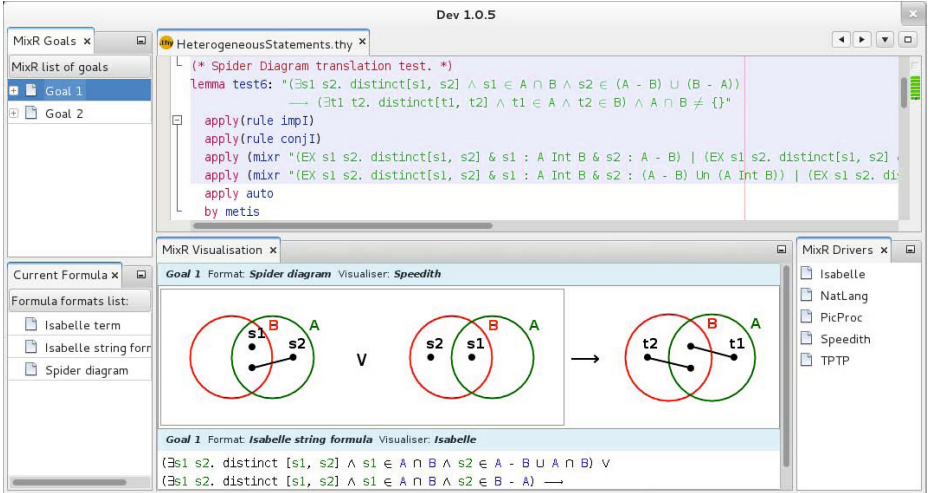 Dev 1.0.5
MixR Goals
MixR list of goals
Goal 1
Goal 2
HeterogeneousStatements.thy
(* Spider Diagram translation test. *)
lemma test6: "(∃s1 s2. distinct[s1, s2] ∧ s1 ∈ A ∩ B ∧ s2 ∈ (A - B) ∪ (B - A))
⟶ (∃t1 t2. distinct[t1, t2] ∧ t1 ∈ A ∧ t2 ∈ B) ∧ A ∩ B ≠ {}"
apply(rule impI)
apply(rule conjI)
apply (mixr "(EX s1 s2. distinct[s1, s2] & s1 : A Int B & s2 : A - B) | (EX s1 s2. distinct[s1, s2] &
apply (mixr "(EX s1 s2. distinct[s1, s2] & s1 : A Int B & s2 : (A - B) Un (A Int B)) | (EX s1 s2. dis
apply auto
by metis
Current Formula
Formula formats list:
Isabelle term
Isabelle string forr
Spider diagram
MixR Visualisation
Goal 1 Format: Spider diagram Visualiser: Speedith
B A s1 s2
∨
B A s2 s1
⟶
B A t2 t1
Goal 1 Format: Isabelle string formula Visualiser: Isabelle
(∃s1 s2. distinct [s1, s2] ∧ s1 ∈ A ∩ B ∧ s2 ∈ A - B ∪ A ∩ B) ∨
(∃s1 s2. distinct [s1, s2] ∧ s1 ∈ A ∩ B ∧ s2 ∈ B - A) ⟶
MixR Drivers
Isabelle
NatLang
PicProc
Speedith
TPTP